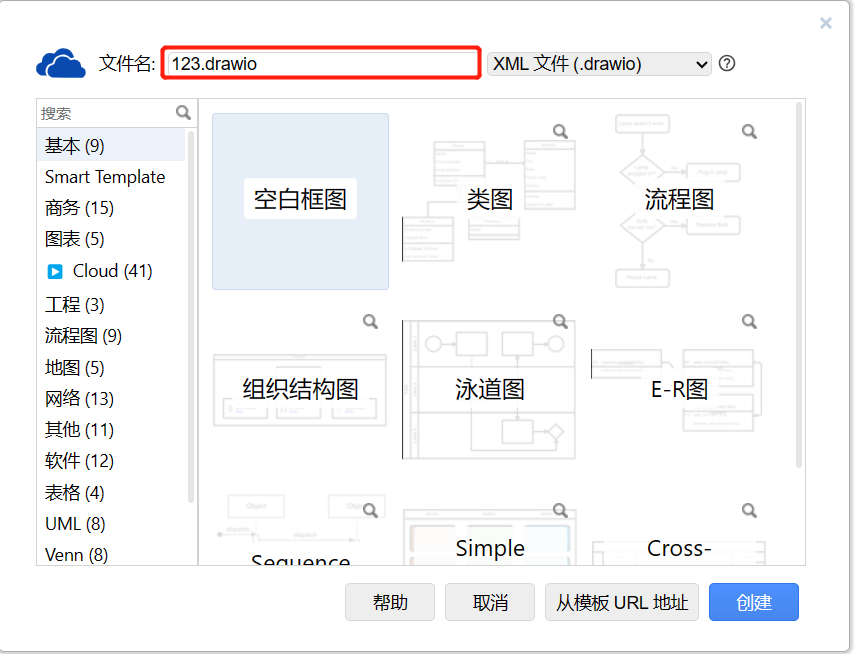 文件名: 123.drawio XML 文件 (.drawio)
搜索
基本 (9)
Smart Template
商务 (15)
图表 (5)
Cloud (41)
工程 (3)
流程图 (9)
地图 (5)
网络 (13)
其他 (11)
软件 (12)
表格 (4)
UML (8)
Venn (8)
空白框图 类图 流程图
组织结构图 泳道图 E-R图
Sequence Simple Cross-
帮助 取消 从模板 URL 地址 创建